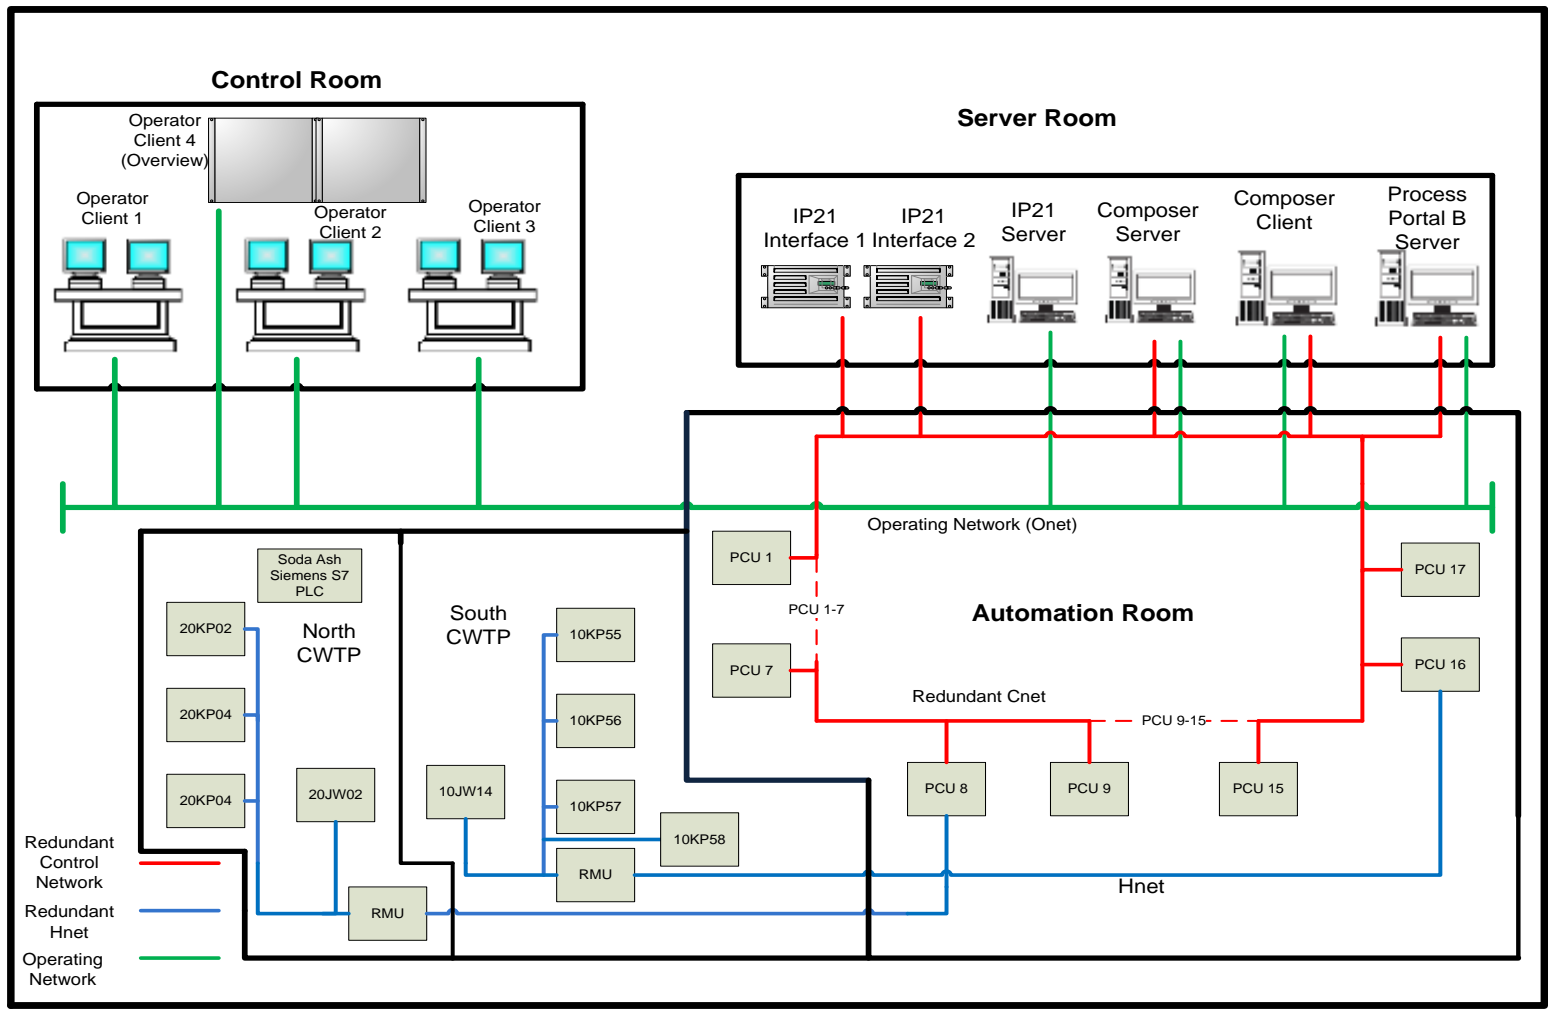 Control Room
Operator
Client 4
(Overview)
Operator
Client 1
Operator
Client 2
Operator
Client 3
Server Room
IP21
Interface 1
IP21
Interface 2
IP21
Server
Composer
Server
Composer
Client
Process
Portal B
Server
Operating Network (Onet)
Soda Ash
Siemens S7
PLC
20KP02
North
CWTP
20KP04
20KP04
20JW02
RMU
South
CWTP
10KP55
10KP56
10KP57
10JW14
10KP58
RMU
PCU 1
PCU 1-7
PCU 7
Automation Room
PCU 17
PCU 16
Redundant Cnet
PCU 9-15
PCU 8
PCU 9
PCU 15
Hnet
Redundant
Control
Network
Redundant
Hnet
Operating
Network